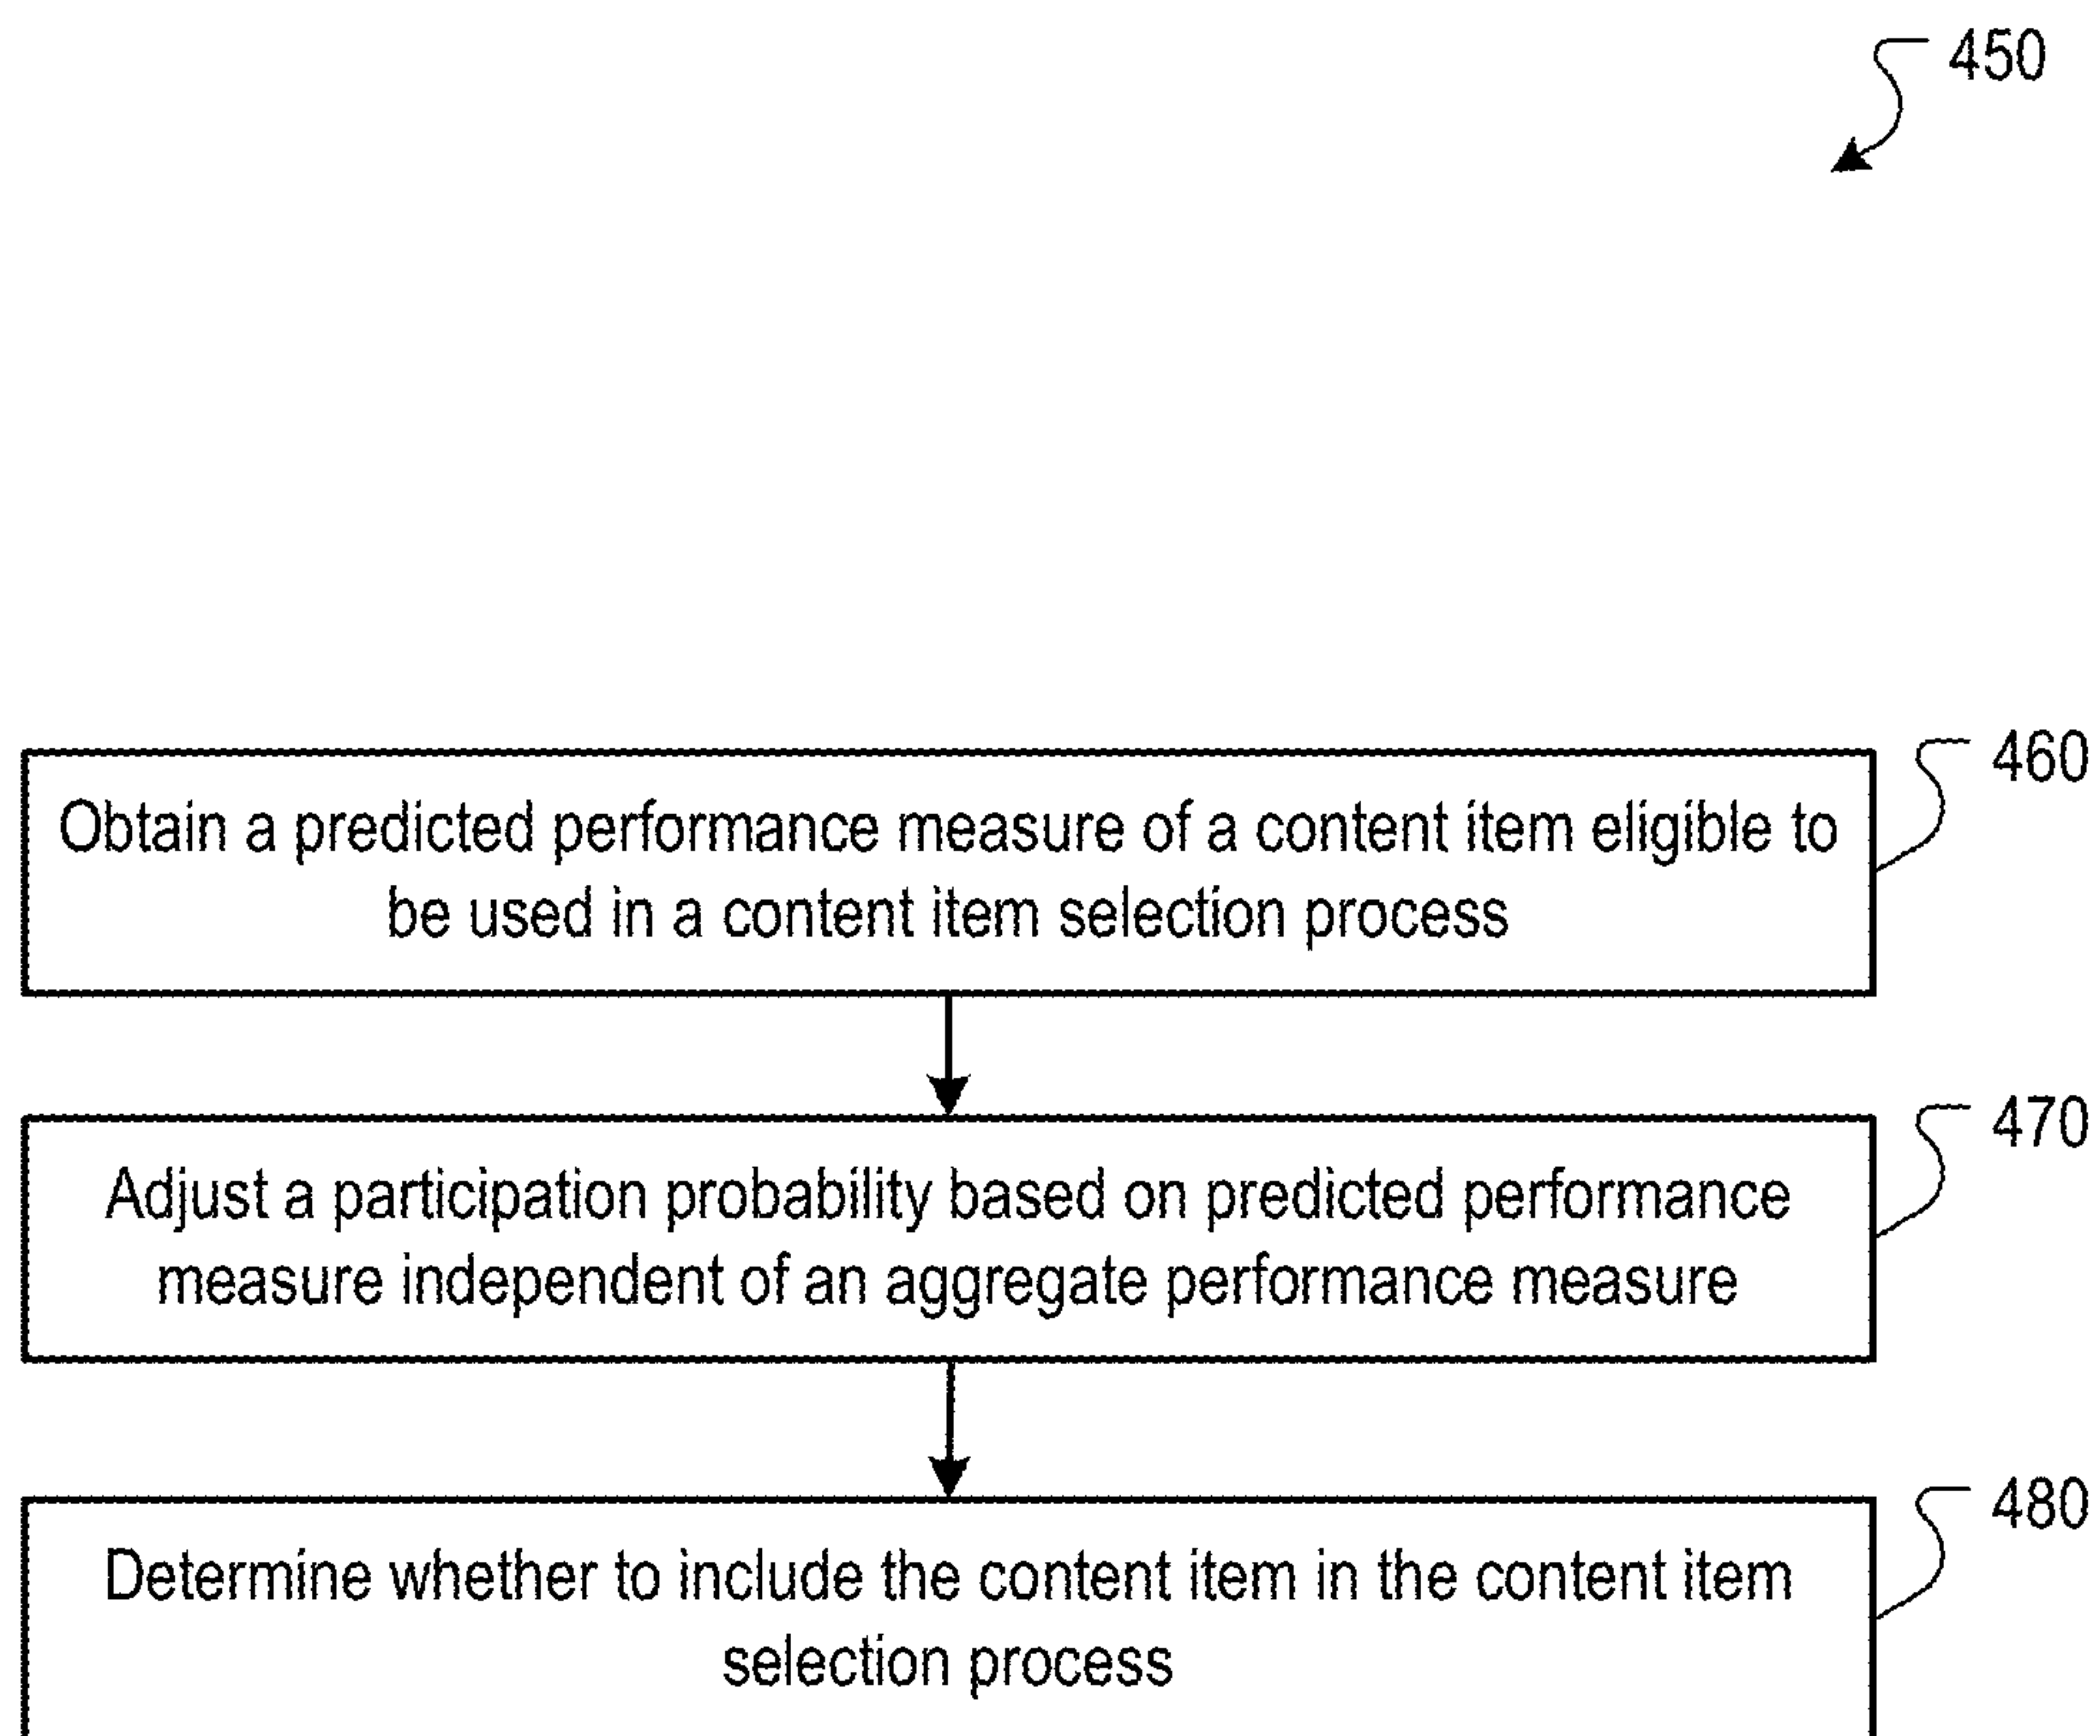 450
460
Obtain a predicted performance measure of a content item eligible to
be used in a content item selection process
470
Adjust a participation probability based on predicted performance
measure independent of an aggregate performance measure
480
Determine whether to include the content item in the content item
selection process